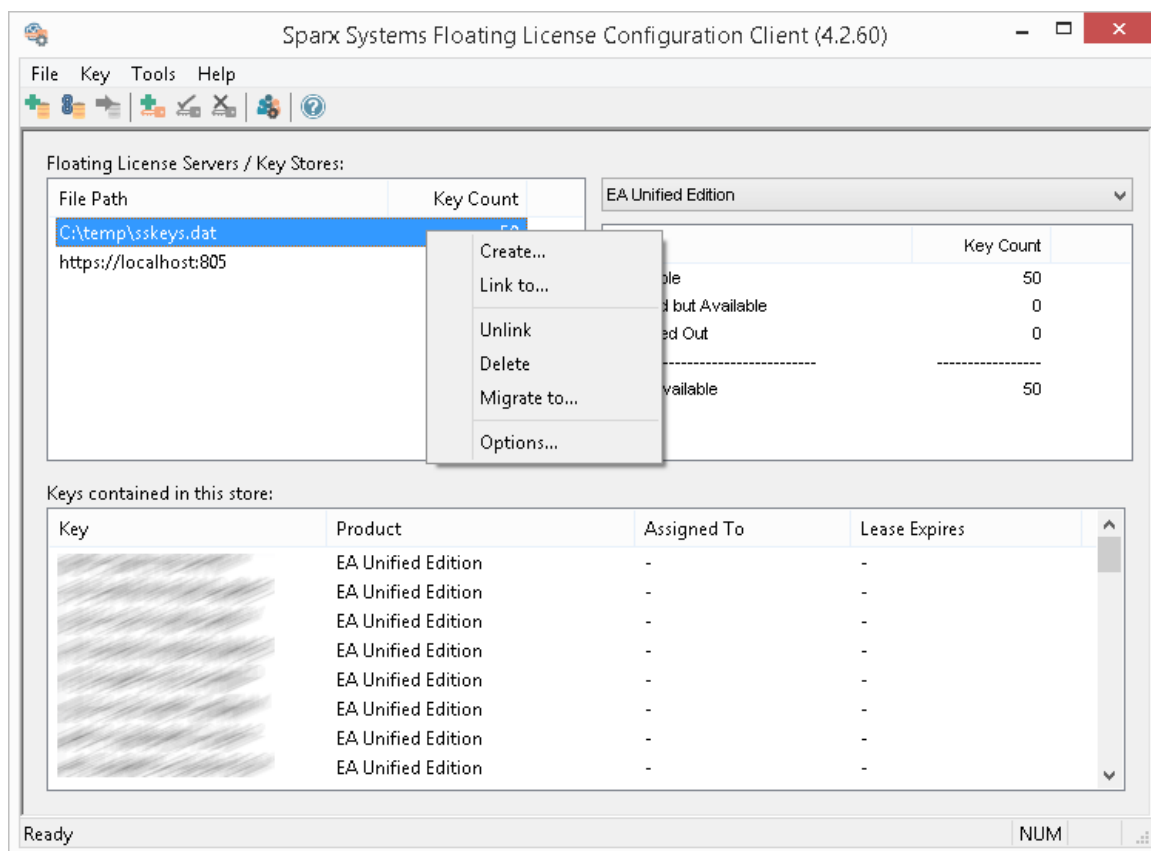 Sparx Systems Floating License Configuration Client (4.2.60)
File Key Tools Help
Floating License Servers / Key Stores:
File Path Key Count
C:\temp\sskeys.dat
https://localhost:805
Create...
Link to...
Unlink
Delete
Migrate to...
Options...
EA Unified Edition
Key Count
ble 50
d but Available 0
ed Out 0
-------------------------- -----------------
vailable 50
Keys contained in this store:
Key Product Assigned To Lease Expires
EA Unified Edition - -
EA Unified Edition - -
EA Unified Edition - -
EA Unified Edition - -
EA Unified Edition - -
EA Unified Edition - -
EA Unified Edition - -
EA Unified Edition - -
Ready NUM